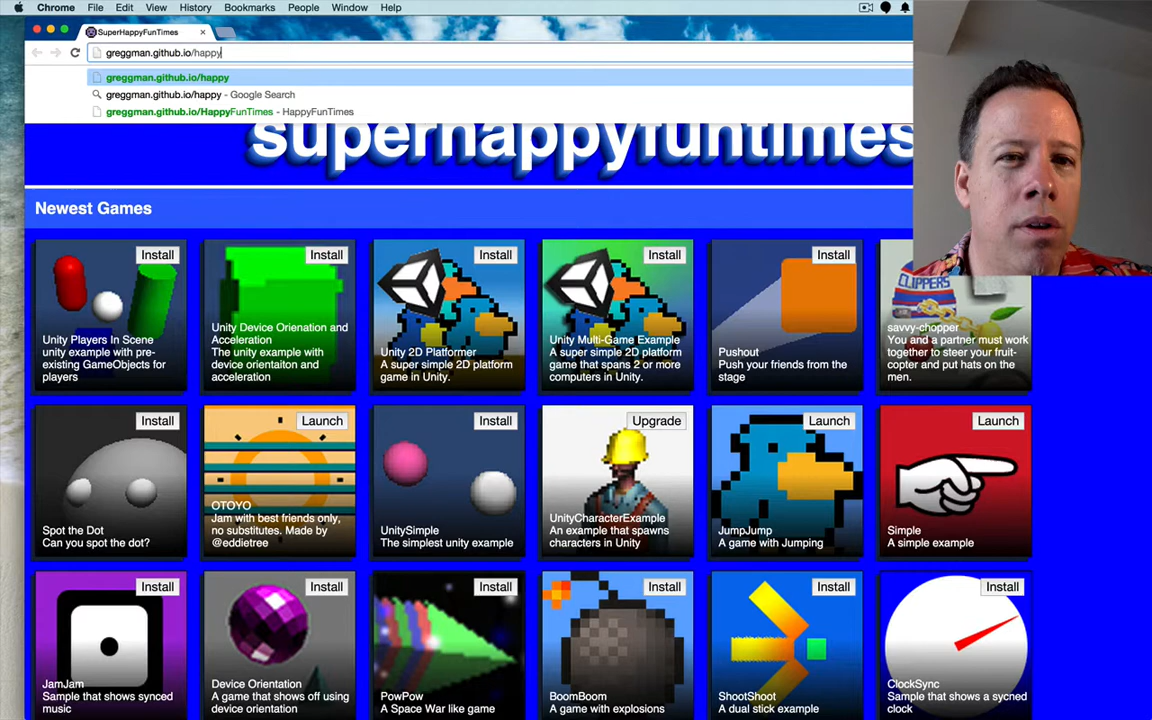 Chrome File Edit View History Bookmarks People Window Help
SuperHappyFunTimes
greggman.github.io/happy
greggman.github.io/happy
greggman.github.io/happy - Google Search
greggman.github.io/HappyFunTimes - HappyFunTimes
superhappyfuntimes
Newest Games
Install
Unity Players In Scene
unity example with pre-
existing GameObjects for
players
Install
Unity Device Orienation and
Acceleration
The unity example with
device orientaiton and
acceleration
Install
Unity 2D Platformer
A super simple 2D platform
game in Unity.
Install
Unity Multi-Game Example
A super simple 2D platform
game that spans 2 or more
computers in Unity.
Install
Pushout
Push your friends from the
stage
CLIPPERS
savvy-chopper
You and a partner must work
together to steer your fruit-
copter and put hats on the
men.
Install
Spot the Dot
Can you spot the dot?
Launch
OTOYO
Jam with best friends only,
no substitutes. Made by
@eddietree
Install
UnitySimple
The simplest unity example
Upgrade
UnityCharacterExample
An example that spawns
characters in Unity
Launch
JumpJump
A game with Jumping
Launch
Simple
A simple example
Install
JamJam
Sample that shows synced
music
Install
Device Orientation
A game that shows off using
device orientation
Install
PowPow
A Space War like game
Install
BoomBoom
A game with explosions
Install
ShootShoot
A dual stick example
Install
ClockSync
Sample that shows a sycned
clock